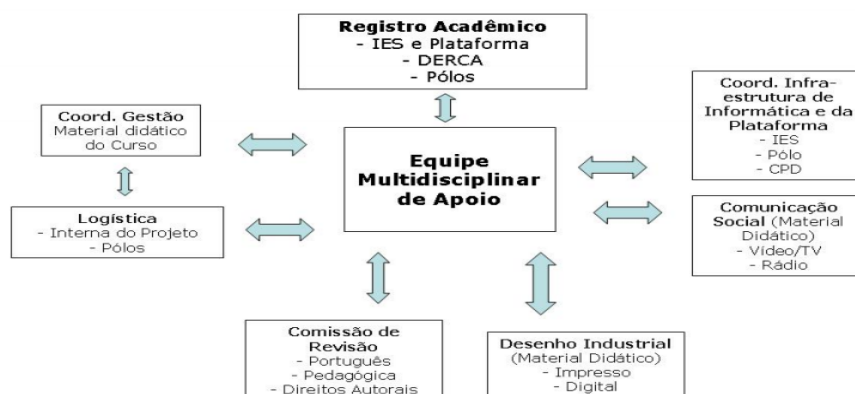 Registro Acadêmico
- IES e Plataforma
- DERCA
- Pólos
Coord. Gestão
Material didático
do Curso
Coord. Infra-
estrutura de
Informática e da
Plataforma
- IES
- Pólo
- CPD
Equipe
Multidisciplinar
de Apoio
Logística
- Interna do Projeto
- Pólos
Comunicação
Social (Material
Didático)
- Vídeo/TV
- Rádio
Comissão de
Revisão
- Português
- Pedagógica
- Direitos Autorais
Desenho Industrial
(Material Didático)
- Impresso
- Digital